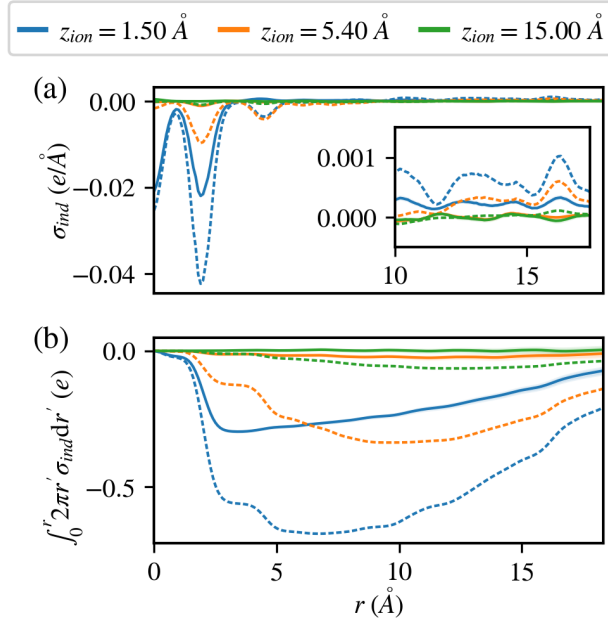 z_ion = 1.50 Å z_ion = 5.40 Å z_ion = 15.00 Å
(a)
0.00
−0.02
−0.04
σ_ind (e/Å)
0.001
0.000
10 15
(b)
0.0
−0.5
∫₀ʳ 2πr′σ_ind dr′ (e)
0 5 10 15
r (Å)